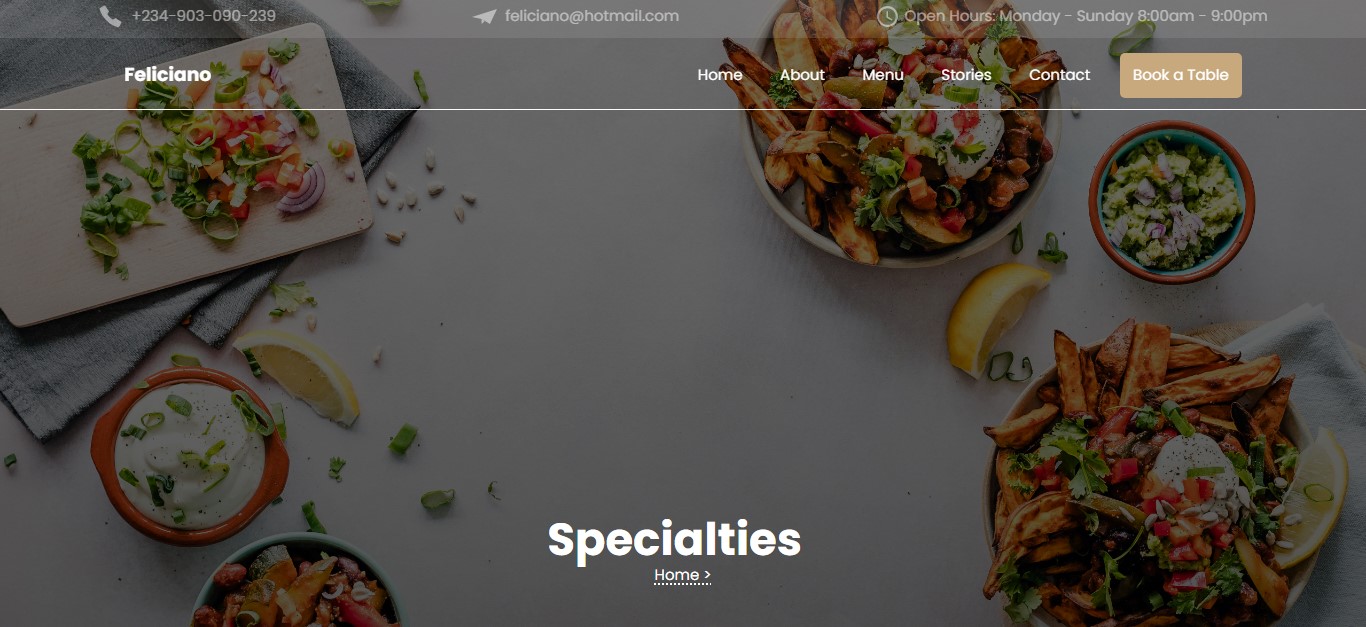 +234-903-090-239 feliciano@hotmail.com Open Hours: Monday - Sunday 8:00am - 9:00pm
Feliciano Home About Menu Stories Contact Book a Table
Specialties
Home >